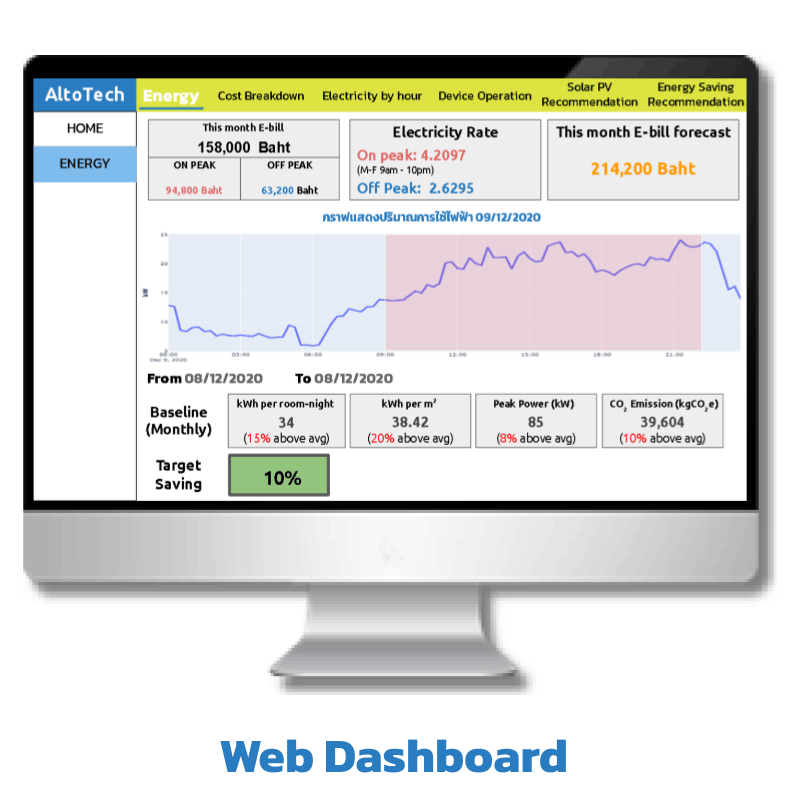 AltoTech
Energy
Cost Breakdown
Electricity by hour
Device Operation
Solar PV
Recommendation
Energy Saving
Recommendation
HOME
ENERGY
This month E-bill
158,000 Baht
ON PEAK
OFF PEAK
94,800 Baht
63,200 Baht
Electricity Rate
On peak: 4.2097
(M-F 9am - 10pm)
Off Peak: 2.6295
This month E-bill forecast
214,200 Baht
กราฟแสดงปริมาณการใช้ไฟฟ้า 09/12/2020
25
20
15
10
5
kW
00:00
03:00
06:00
09:00
12:00
15:00
18:00
21:00
Dec 9, 2020
From 08/12/2020
To 08/12/2020
Baseline
(Monthly)
kWh per room-night
34
(15% above avg)
kWh per m²
38.42
(20% above avg)
Peak Power (kW)
85
(8% above avg)
CO₂ Emission (kgCO₂e)
39,604
(10% above avg)
Target
Saving
10%
Web Dashboard